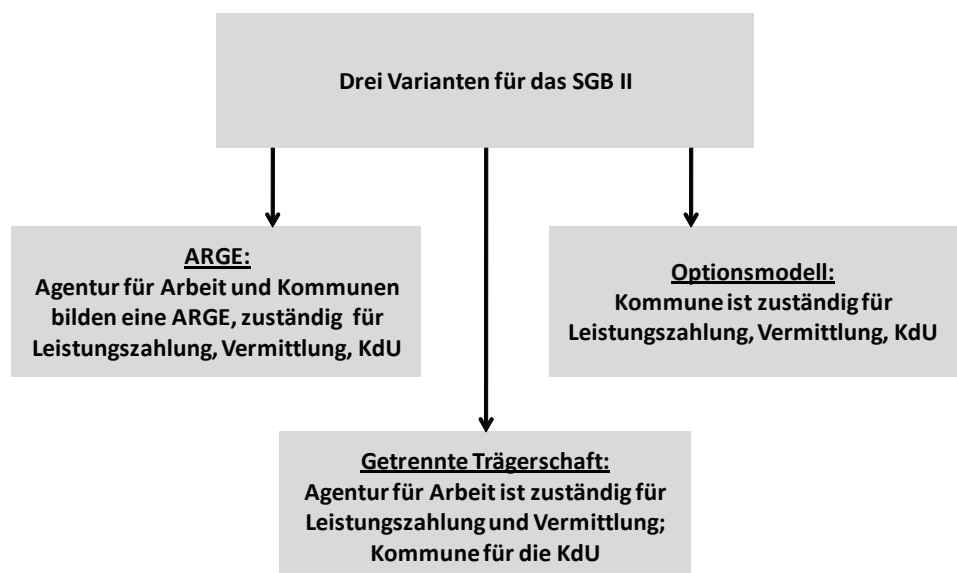 Drei Varianten für das SGB II
ARGE:
Agentur für Arbeit und Kommunen
bilden eine ARGE, zuständig für
Leistungszahlung, Vermittlung, KdU
Optionsmodell:
Kommune ist zuständig für
Leistungszahlung, Vermittlung, KdU
Getrennte Trägerschaft:
Agentur für Arbeit ist zuständig für
Leistungszahlung und Vermittlung;
Kommune für die KdU